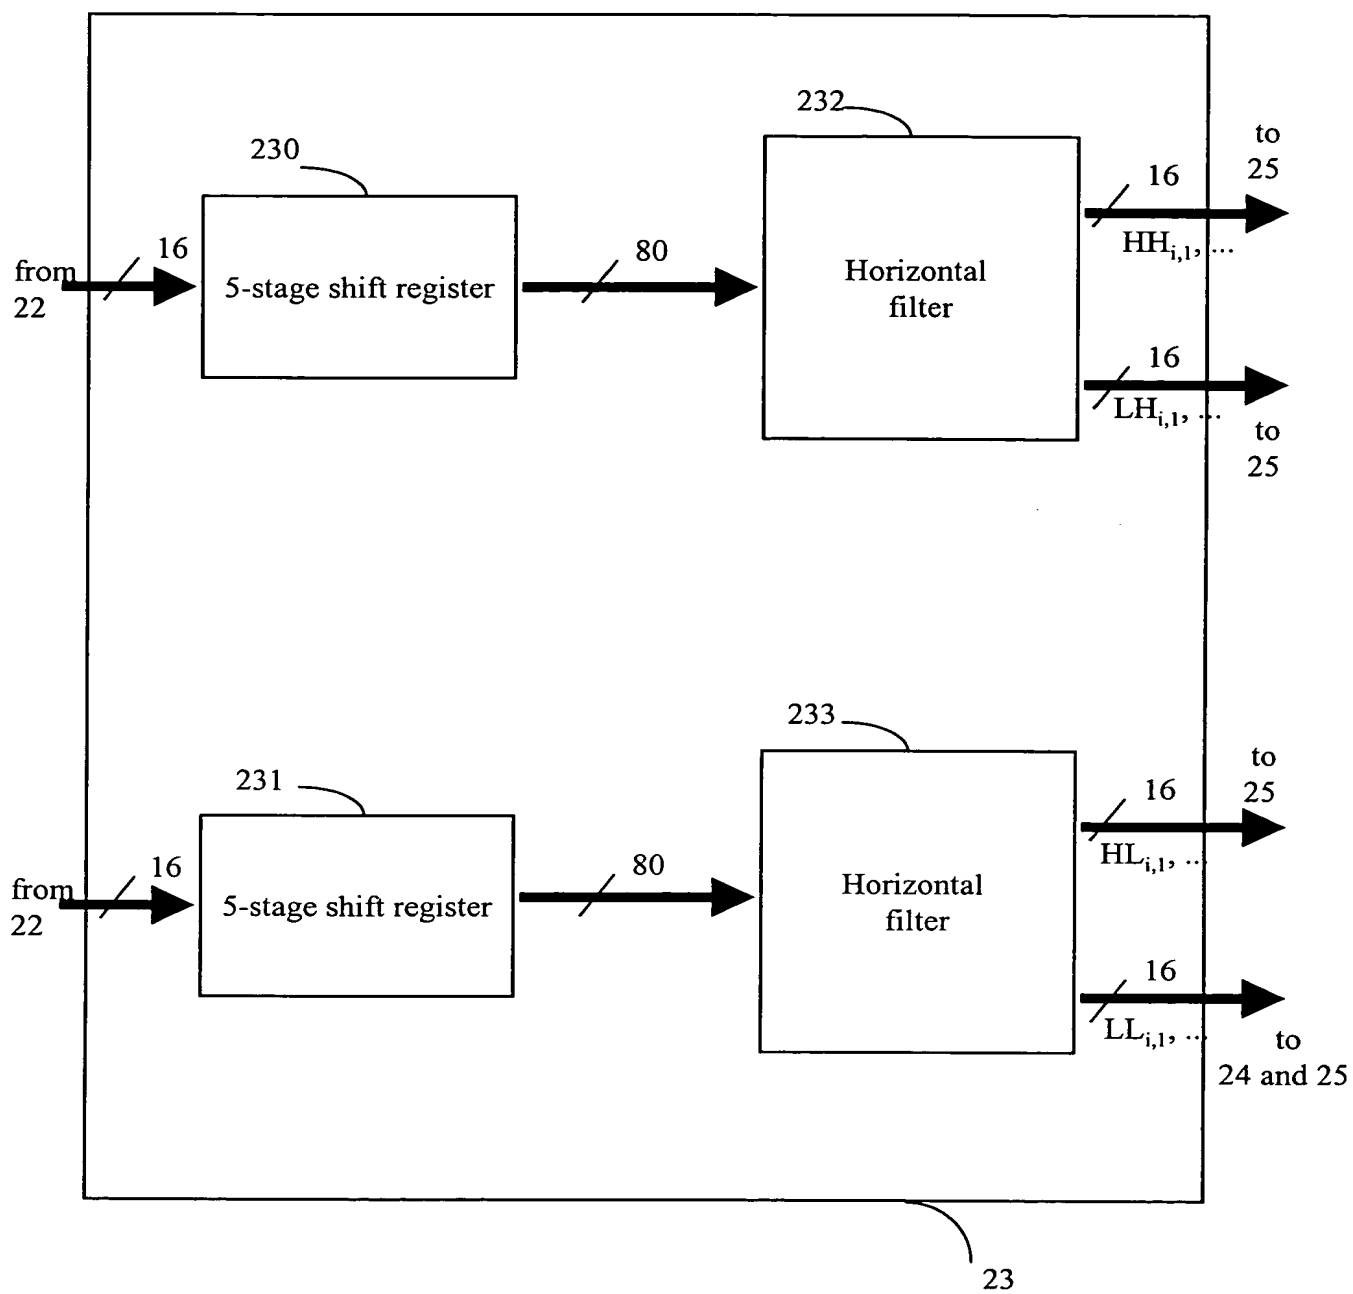 232
to
25
230
16
HH_{i,1}, ...
from
22
16
5-stage shift register
80
Horizontal
filter
16
LH_{i,1}, ...
to
25
233
231
to
25
16
HL_{i,1}, ...
from
22
16
5-stage shift register
80
Horizontal
filter
16
LL_{i,1}, ...
to
24 and 25
23